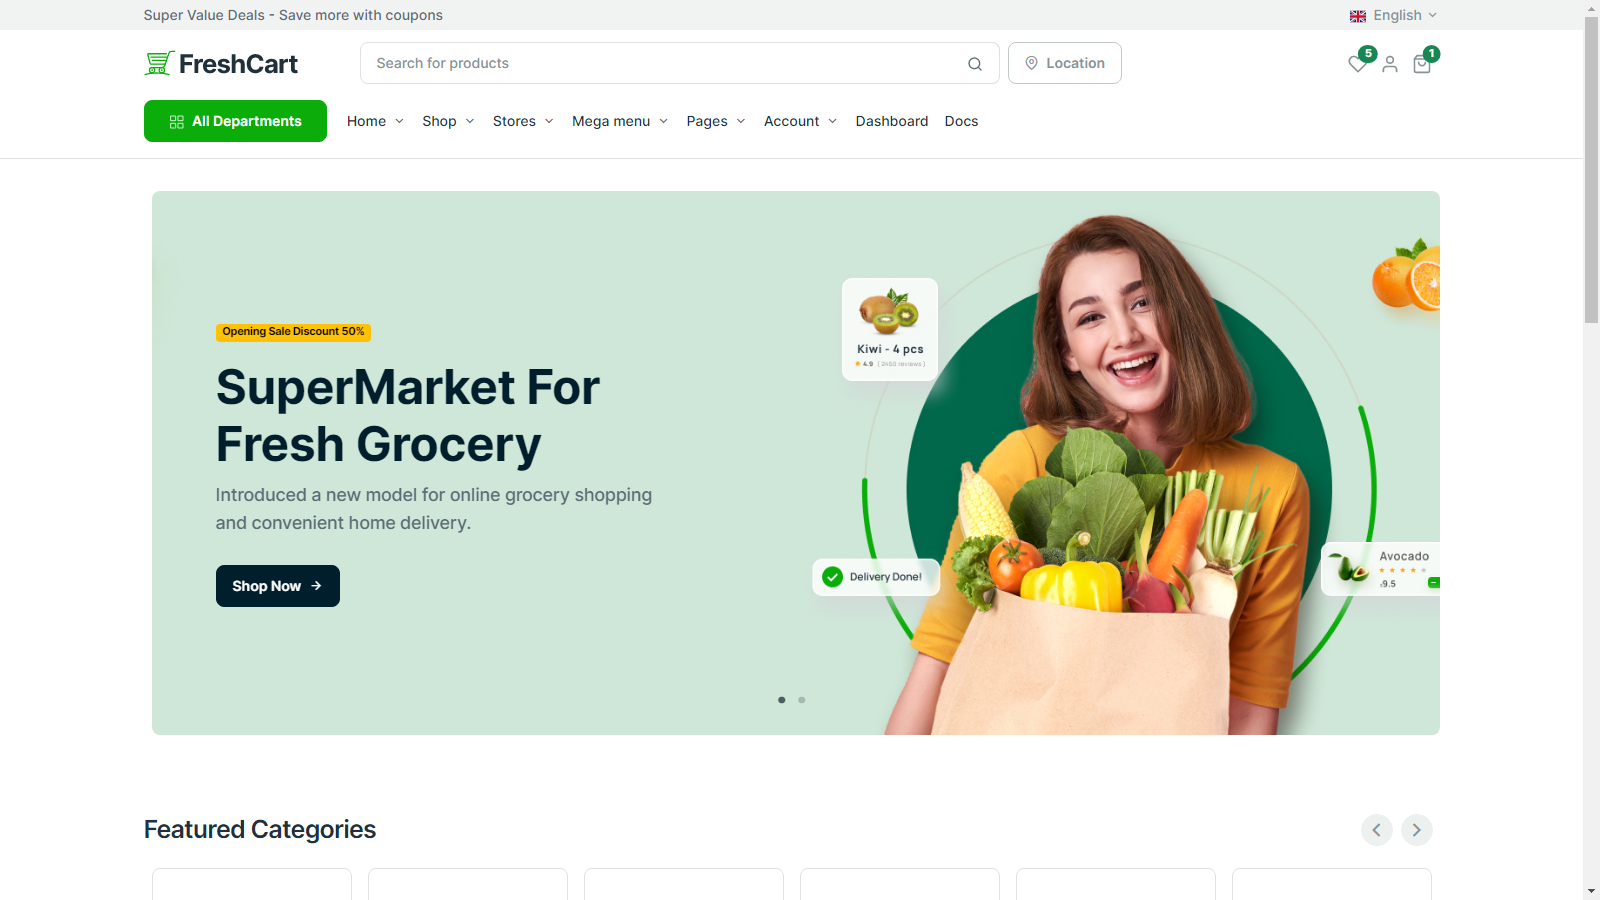 Super Value Deals - Save more with coupons
English
FreshCart
Search for products
Location
5
1
All Departments
Home
Shop
Stores
Mega menu
Pages
Account
Dashboard
Docs
Opening Sale Discount 50%
SuperMarket For
Fresh Grocery
Introduced a new model for online grocery shopping
and convenient home delivery.
Shop Now
Kiwi - 4 pcs
4.9 (2460 reviews)
Delivery Done!
Avocado
9.5
Featured Categories